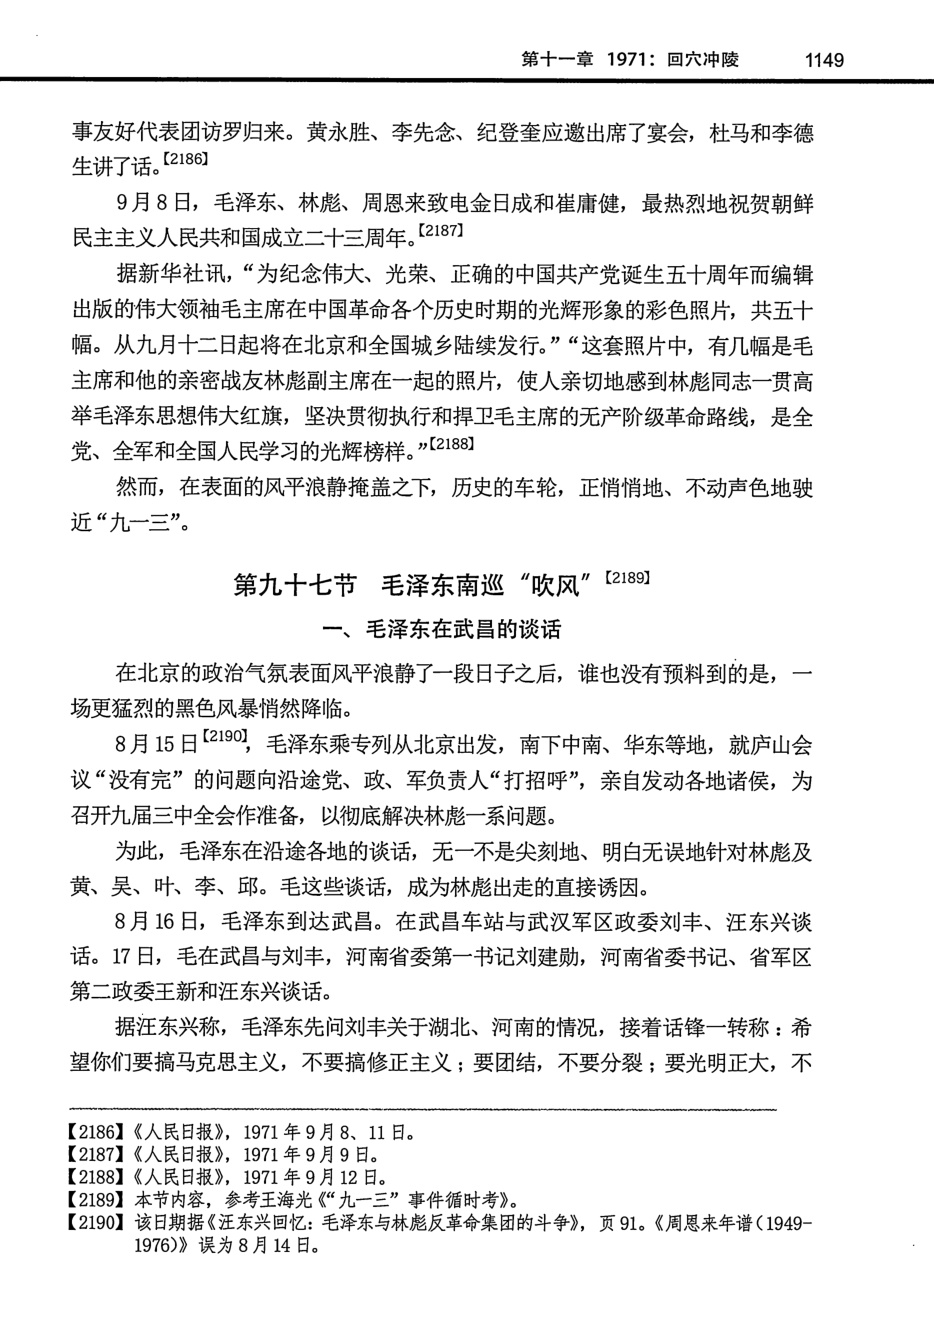 第十一章 1971：回穴冲陵 1149
事友好代表团访罗归来。黄永胜、李先念、纪登奎应邀出席了宴会，杜马和李德
生讲了话。【2186】
9月8日，毛泽东、林彪、周恩来致电金日成和崔庸健，最热烈地祝贺朝鲜
民主主义人民共和国成立二十三周年。【2187】
据新华社讯，“为纪念伟大、光荣、正确的中国共产党诞生五十周年而编辑
出版的伟大领袖毛主席在中国革命各个历史时期的光辉形象的彩色照片，共五十
幅。从九月十二日起将在北京和全国城乡陆续发行。”“这套照片中，有几幅是毛
主席和他的亲密战友林彪副主席在一起的照片，使人亲切地感到林彪同志一贯高
举毛泽东思想伟大红旗，坚决贯彻执行和捍卫毛主席的无产阶级革命路线，是全
党、全军和全国人民学习的光辉榜样。”【2188】
然而，在表面的风平浪静掩盖之下，历史的车轮，正悄悄地、不动声色地驶
近“九一三”。
第九十七节 毛泽东南巡“吹风”【2189】
一、毛泽东在武昌的谈话
在北京的政治气氛表面风平浪静了一段日子之后，谁也没有预料到的是，一
场更猛烈的黑色风暴悄然降临。
8月15日【2190】，毛泽东乘专列从北京出发，南下中南、华东等地，就庐山会
议“没有完”的问题向沿途党、政、军负责人“打招呼”，亲自发动各地诸侯，为
召开九届三中全会作准备，以彻底解决林彪一系问题。
为此，毛泽东在沿途各地的谈话，无一不是尖刻地、明白无误地针对林彪及
黄、吴、叶、李、邱。毛这些谈话，成为林彪出走的直接诱因。
8月16日，毛泽东到达武昌。在武昌车站与武汉军区政委刘丰、汪东兴谈
话。17日，毛在武昌与刘丰，河南省委第一书记刘建勋，河南省委书记、省军区
第二政委王新和汪东兴谈话。
据汪东兴称，毛泽东先问刘丰关于湖北、河南的情况，接着话锋一转称：希
望你们要搞马克思主义，不要搞修正主义；要团结，不要分裂；要光明正大，不
【2186】《人民日报》，1971年9月8、11日。
【2187】《人民日报》，1971年9月9日。
【2188】《人民日报》，1971年9月12日。
【2189】本节内容，参考王海光《“九一三”事件循时考》。
【2190】该日期据《汪东兴回忆：毛泽东与林彪反革命集团的斗争》，页91。《周恩来年谱（1949-
1976）》误为8月14日。